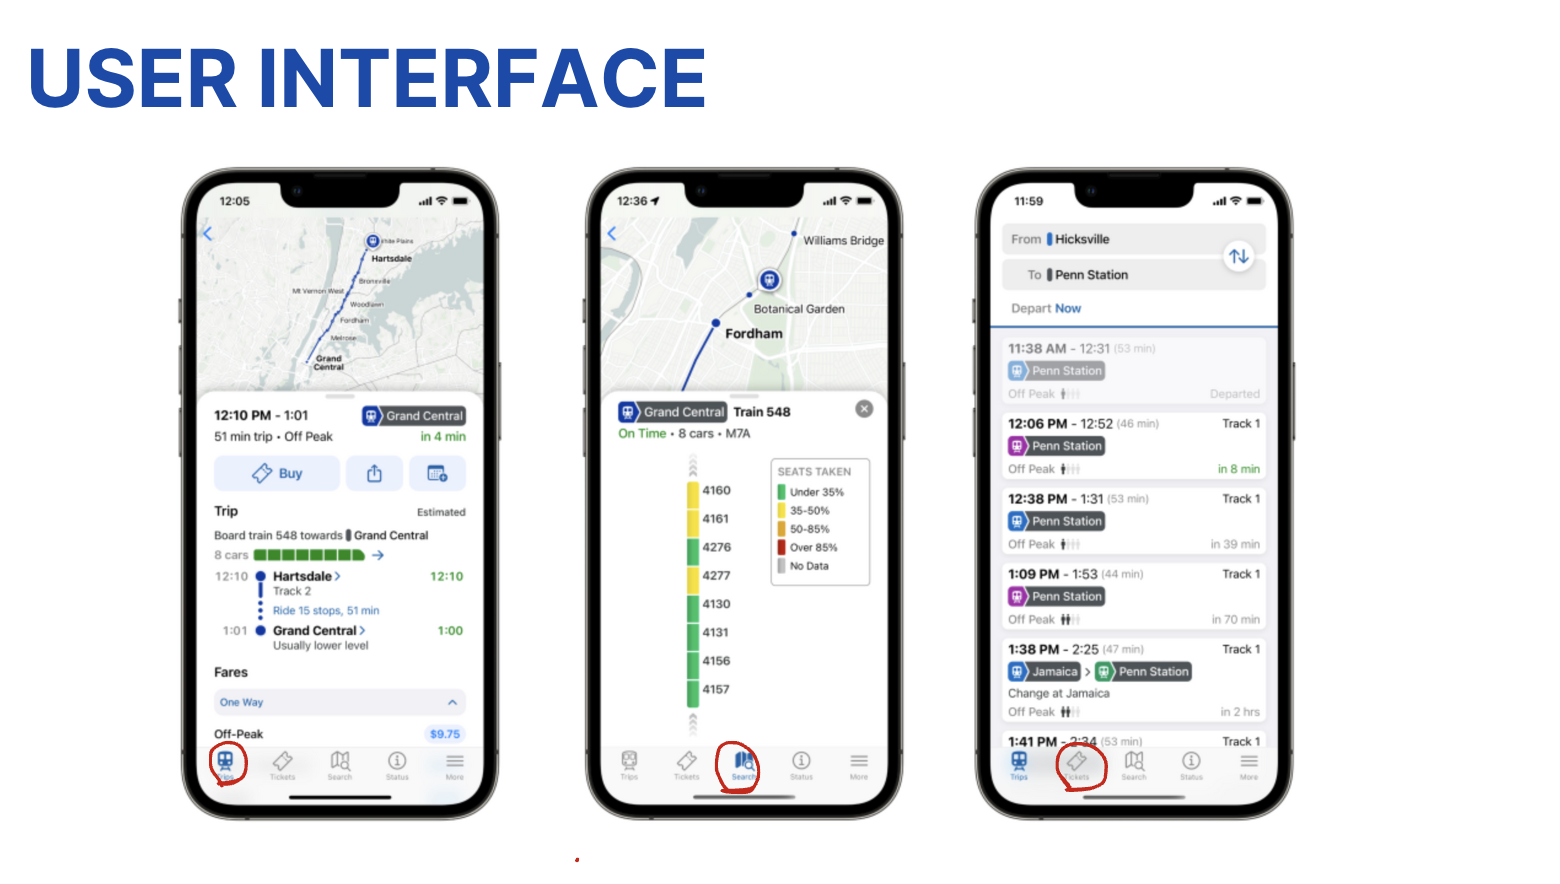 USER INTERFACE
12:05
White Plains
Hartsdale
Bronxville
Mt Vernon West
Woodlawn
Fordham
Melrose
Grand
Central
12:10 PM - 1:01
Grand Central
51 min trip • Off Peak
in 4 min
Buy
Trip
Estimated
Board train 548 towards Grand Central
8 cars
12:10 Hartsdale > 12:10
Track 2
Ride 15 stops, 51 min
1:01 Grand Central > 1:00
Usually lower level
Fares
One Way
Off-Peak $9.75
Trips Tickets Search Status More
12:36
Williams Bridge
Botanical Garden
Fordham
Grand Central Train 548
On Time • 8 cars • M7A
SEATS TAKEN
Under 35%
35-50%
50-85%
Over 85%
No Data
4160
4161
4276
4277
4130
4131
4156
4157
Trips Tickets Search Status More
11:59
From Hicksville
To Penn Station
Depart Now
11:38 AM - 12:31 (53 min)
Penn Station
Off Peak Departed
12:06 PM - 12:52 (46 min) Track 1
Penn Station
Off Peak in 8 min
12:38 PM - 1:31 (53 min) Track 1
Penn Station
Off Peak in 39 min
1:09 PM - 1:53 (44 min) Track 1
Penn Station
Off Peak in 70 min
1:38 PM - 2:25 (47 min) Track 1
Jamaica > Penn Station
Change at Jamaica
Off Peak in 2 hrs
1:41 PM - 2:34 (53 min) Track 1
Trips Tickets Search Status More